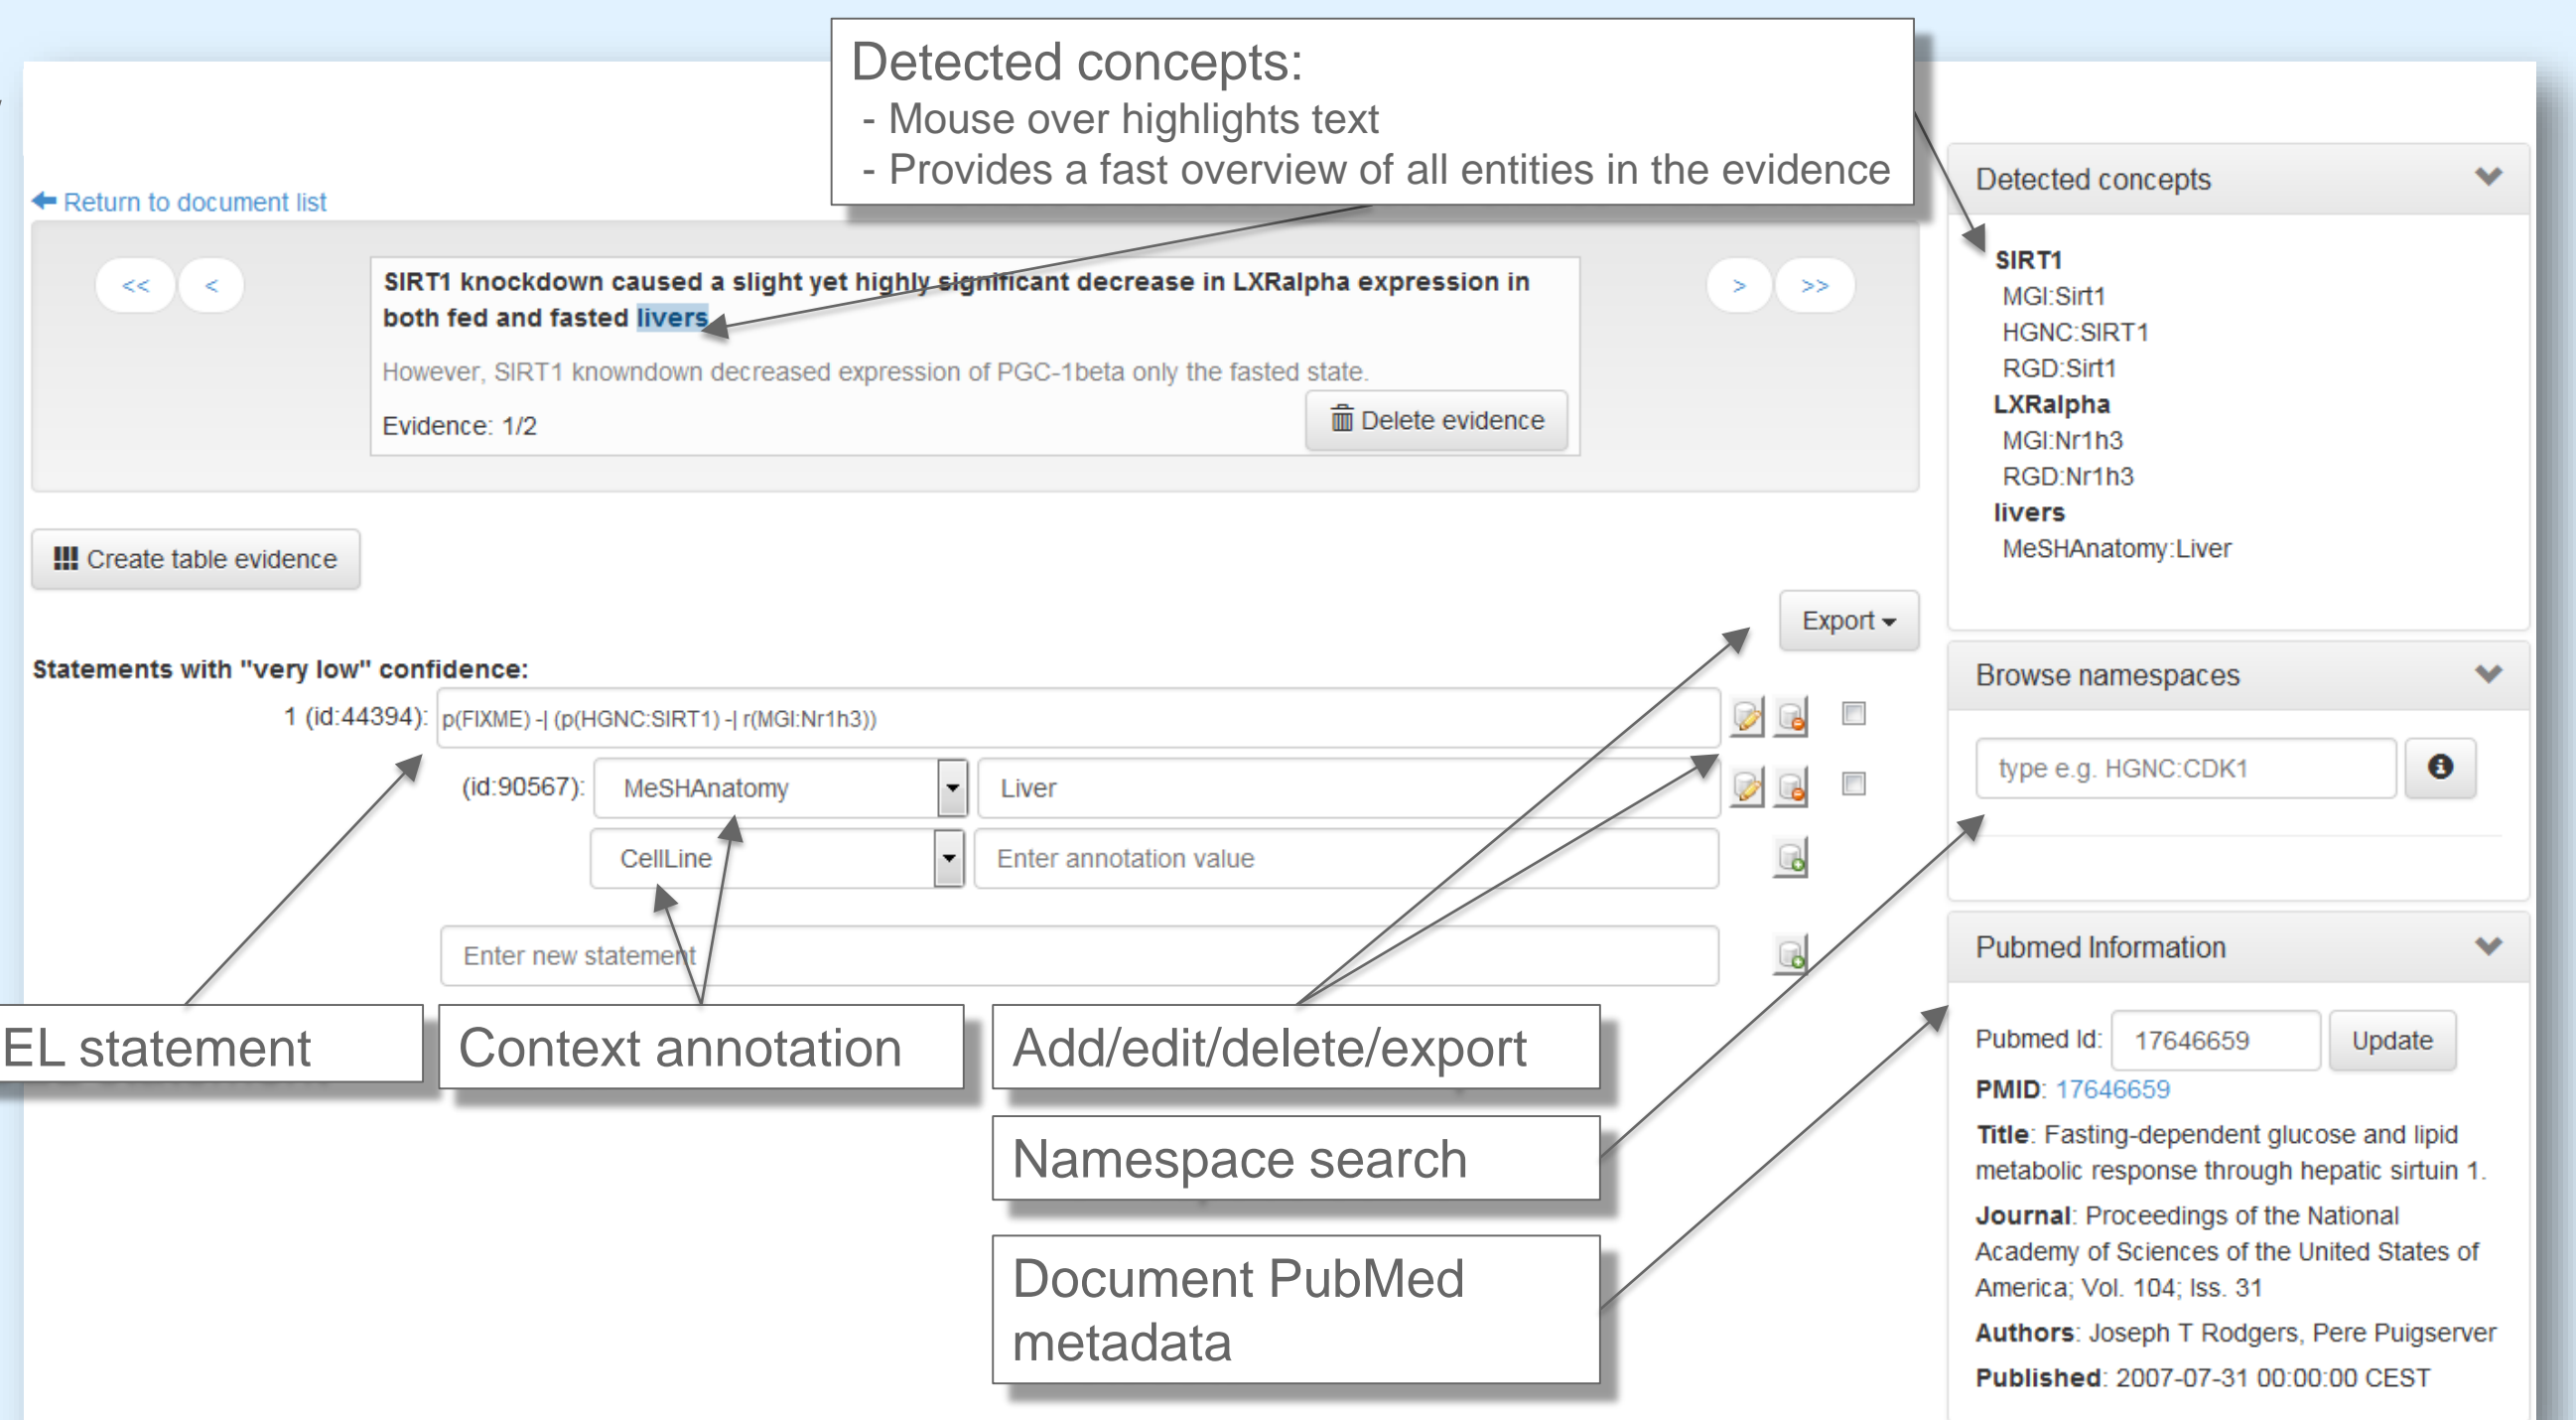 Detected concepts:
- Mouse over highlights text
- Provides a fast overview of all entities in the evidence
Return to document list
<< <
SIRT1 knockdown caused a slight yet highly significant decrease in LXRalpha expression in
both fed and fasted livers
However, SIRT1 knowndown decreased expression of PGC-1beta only the fasted state.
Evidence: 1/2
Delete evidence
> >>
Create table evidence
Export
Statements with "very low" confidence:
1 (id:44394): p(FIXME) -| (p(HGNC:SIRT1) -| r(MGI:Nr1h3))
(id:90567): MeSHAnatomy Liver
CellLine Enter annotation value
Enter new statement
EL statement
Context annotation
Add/edit/delete/export
Namespace search
Document PubMed
metadata
Detected concepts
SIRT1
MGI:Sirt1
HGNC:SIRT1
RGD:Sirt1
LXRalpha
MGI:Nr1h3
RGD:Nr1h3
livers
MeSHAnatomy:Liver
Browse namespaces
type e.g. HGNC:CDK1
Pubmed Information
Pubmed Id: 17646659 Update
PMID: 17646659
Title: Fasting-dependent glucose and lipid
metabolic response through hepatic sirtuin 1.
Journal: Proceedings of the National
Academy of Sciences of the United States of
America; Vol. 104; Iss. 31
Authors: Joseph T Rodgers, Pere Puigserver
Published: 2007-07-31 00:00:00 CEST